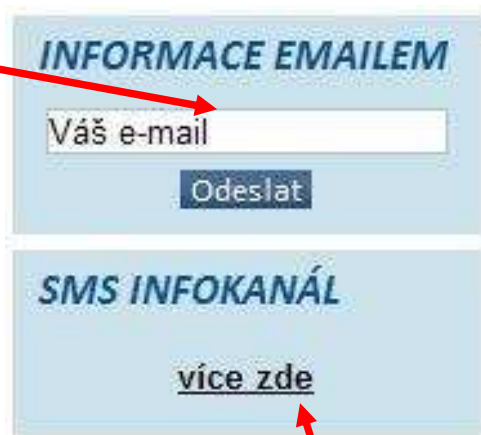 INFORMACE EMAILEM
Váš e-mail
Odeslat
SMS INFOKANÁL
více zde